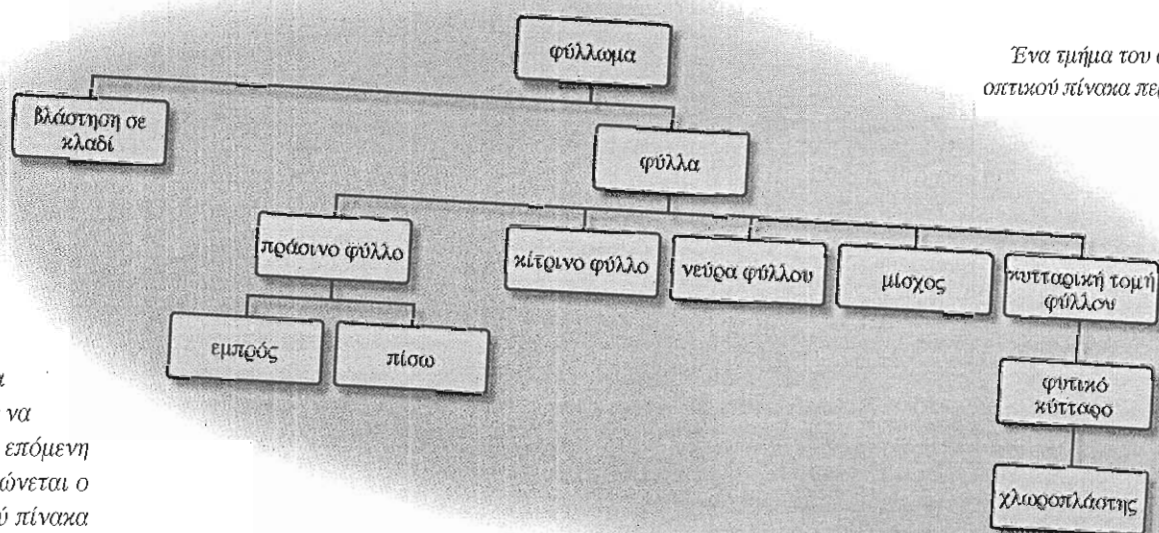 φύλλωμα
Ένα τμήμα του
οπτικού πίνακα
βλάστηση σε
κλαδί
φύλλα
πράσινο φύλλο
κίτρινο φύλλο
νεύρα φύλλου
μίσχος
κυτταρική τομή
φύλλου
εμπρός
πίσω
φυτικό
κύτταρο
χλωροπλάστης
να
επόμενη
ο
πίνακα